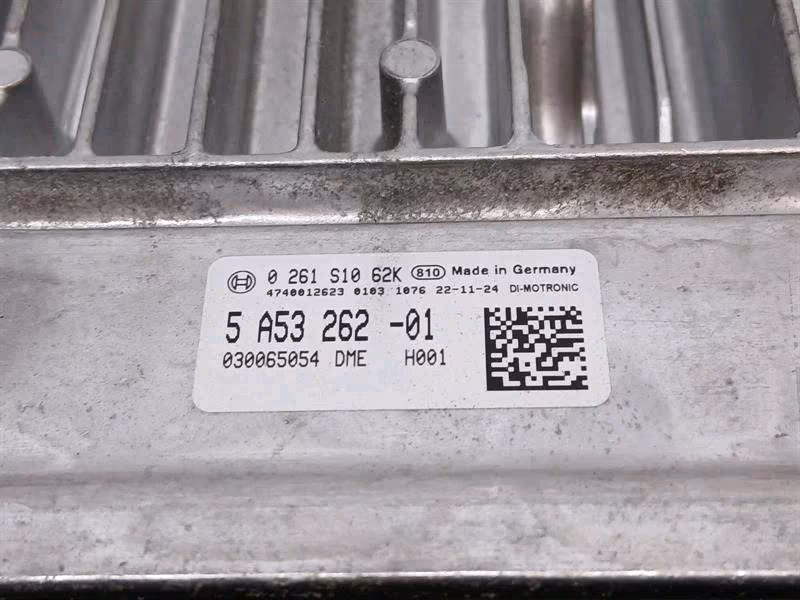 0 261 S10 62K 810 Made in Germany
4740012623 0103 1076 22-11-24 DI-MOTRONIC
5 A53 262 -01
030065054 DME H001